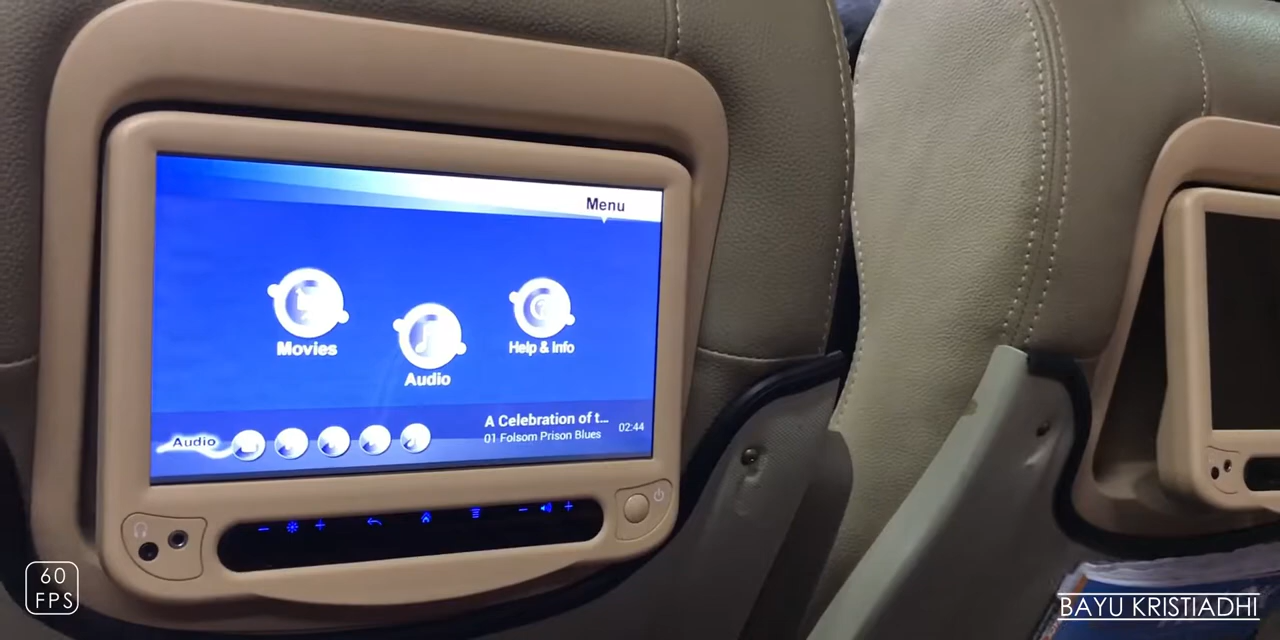 Menu
Movies
Audio
Help & Info
Audio
A Celebration of t...
01 Folsom Prison Blues
02:44
60
FPS
BAYU KRISTIADHI